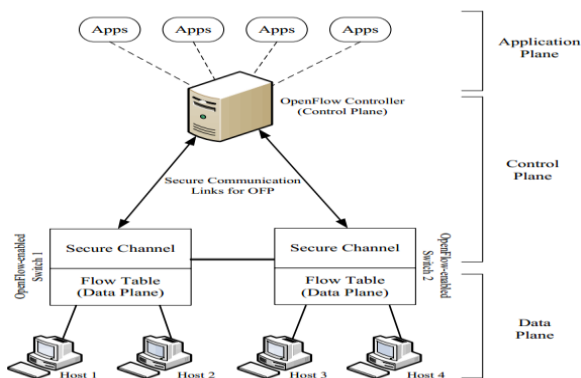 Apps
Apps
Apps
Apps
Application
Plane
OpenFlow Controller
(Control Plane)
Control
Plane
Secure Communication
Links for OFP
OpenFlow-enabled
Switch 1
Secure Channel
Flow Table
(Data Plane)
Secure Channel
Flow Table
(Data Plane)
OpenFlow-enabled
Switch 2
Data
Plane
Host 1
Host 2
Host 3
Host 4